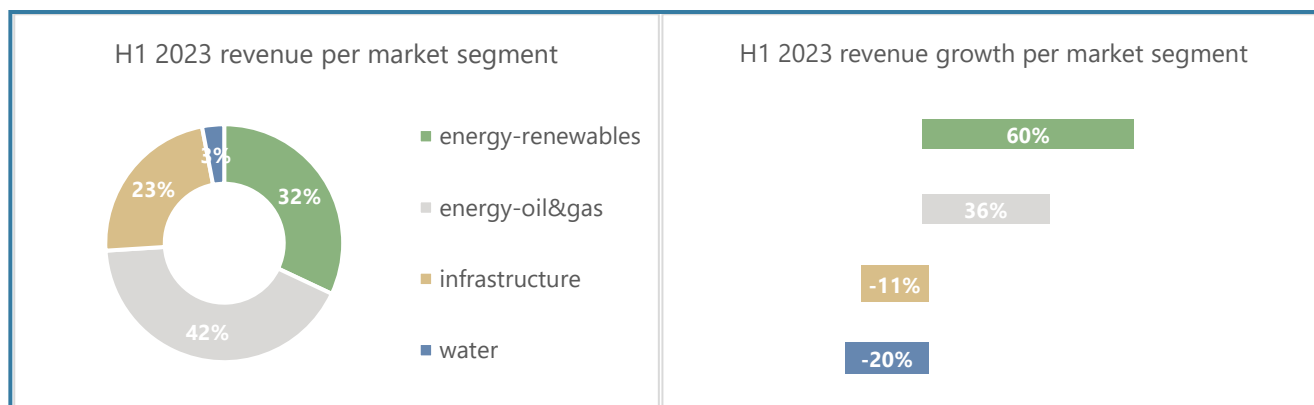 H1 2023 revenue per market segment
3%
23%
32%
42%
energy-renewables
energy-oil&gas
infrastructure
water
H1 2023 revenue growth per market segment
60%
36%
-11%
-20%